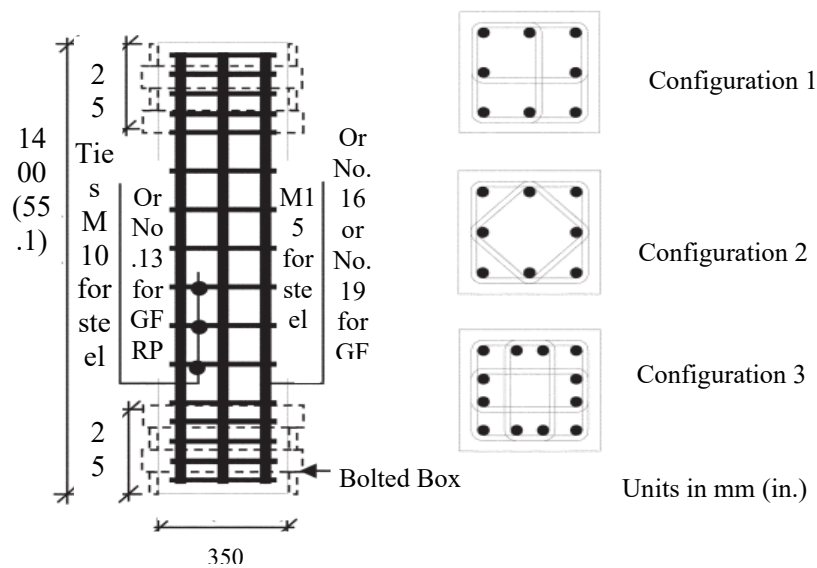 14
00
(55
.1)
2
5
Tie
s
M
10
for
ste
el
2
5
Or
No
.13
for
GF
RP
M1
5
for
ste
el
Or
No.
16
or
No.
19
for
GF
Bolted Box
350
Configuration 1
Configuration 2
Configuration 3
Units in mm (in.)